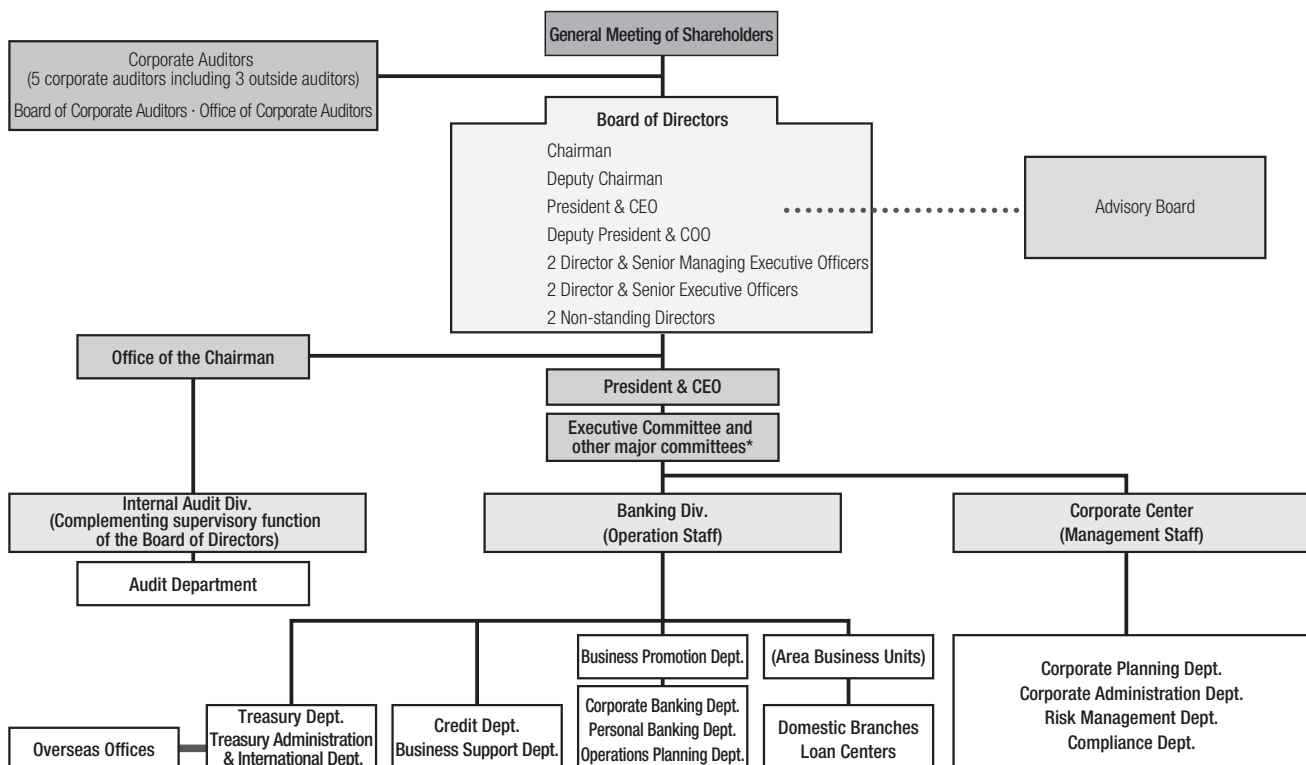 General Meeting of Shareholders
Corporate Auditors
(5 corporate auditors including 3 outside auditors)
Board of Corporate Auditors · Office of Corporate Auditors
Board of Directors
Chairman
Deputy Chairman
President & CEO
Deputy President & COO
2 Director & Senior Managing Executive Officers
2 Director & Senior Executive Officers
2 Non-standing Directors
Advisory Board
Office of the Chairman
President & CEO
Executive Committee and
other major committees*
Internal Audit Div.
(Complementing supervisory function
of the Board of Directors)
Audit Department
Banking Div.
(Operation Staff)
Corporate Center
(Management Staff)
Overseas Offices
Treasury Dept.
Treasury Administration
& International Dept.
Credit Dept.
Business Support Dept.
Business Promotion Dept.
Corporate Banking Dept.
Personal Banking Dept.
Operations Planning Dept.
(Area Business Units)
Domestic Branches
Loan Centers
Corporate Planning Dept.
Corporate Administration Dept.
Risk Management Dept.
Compliance Dept.